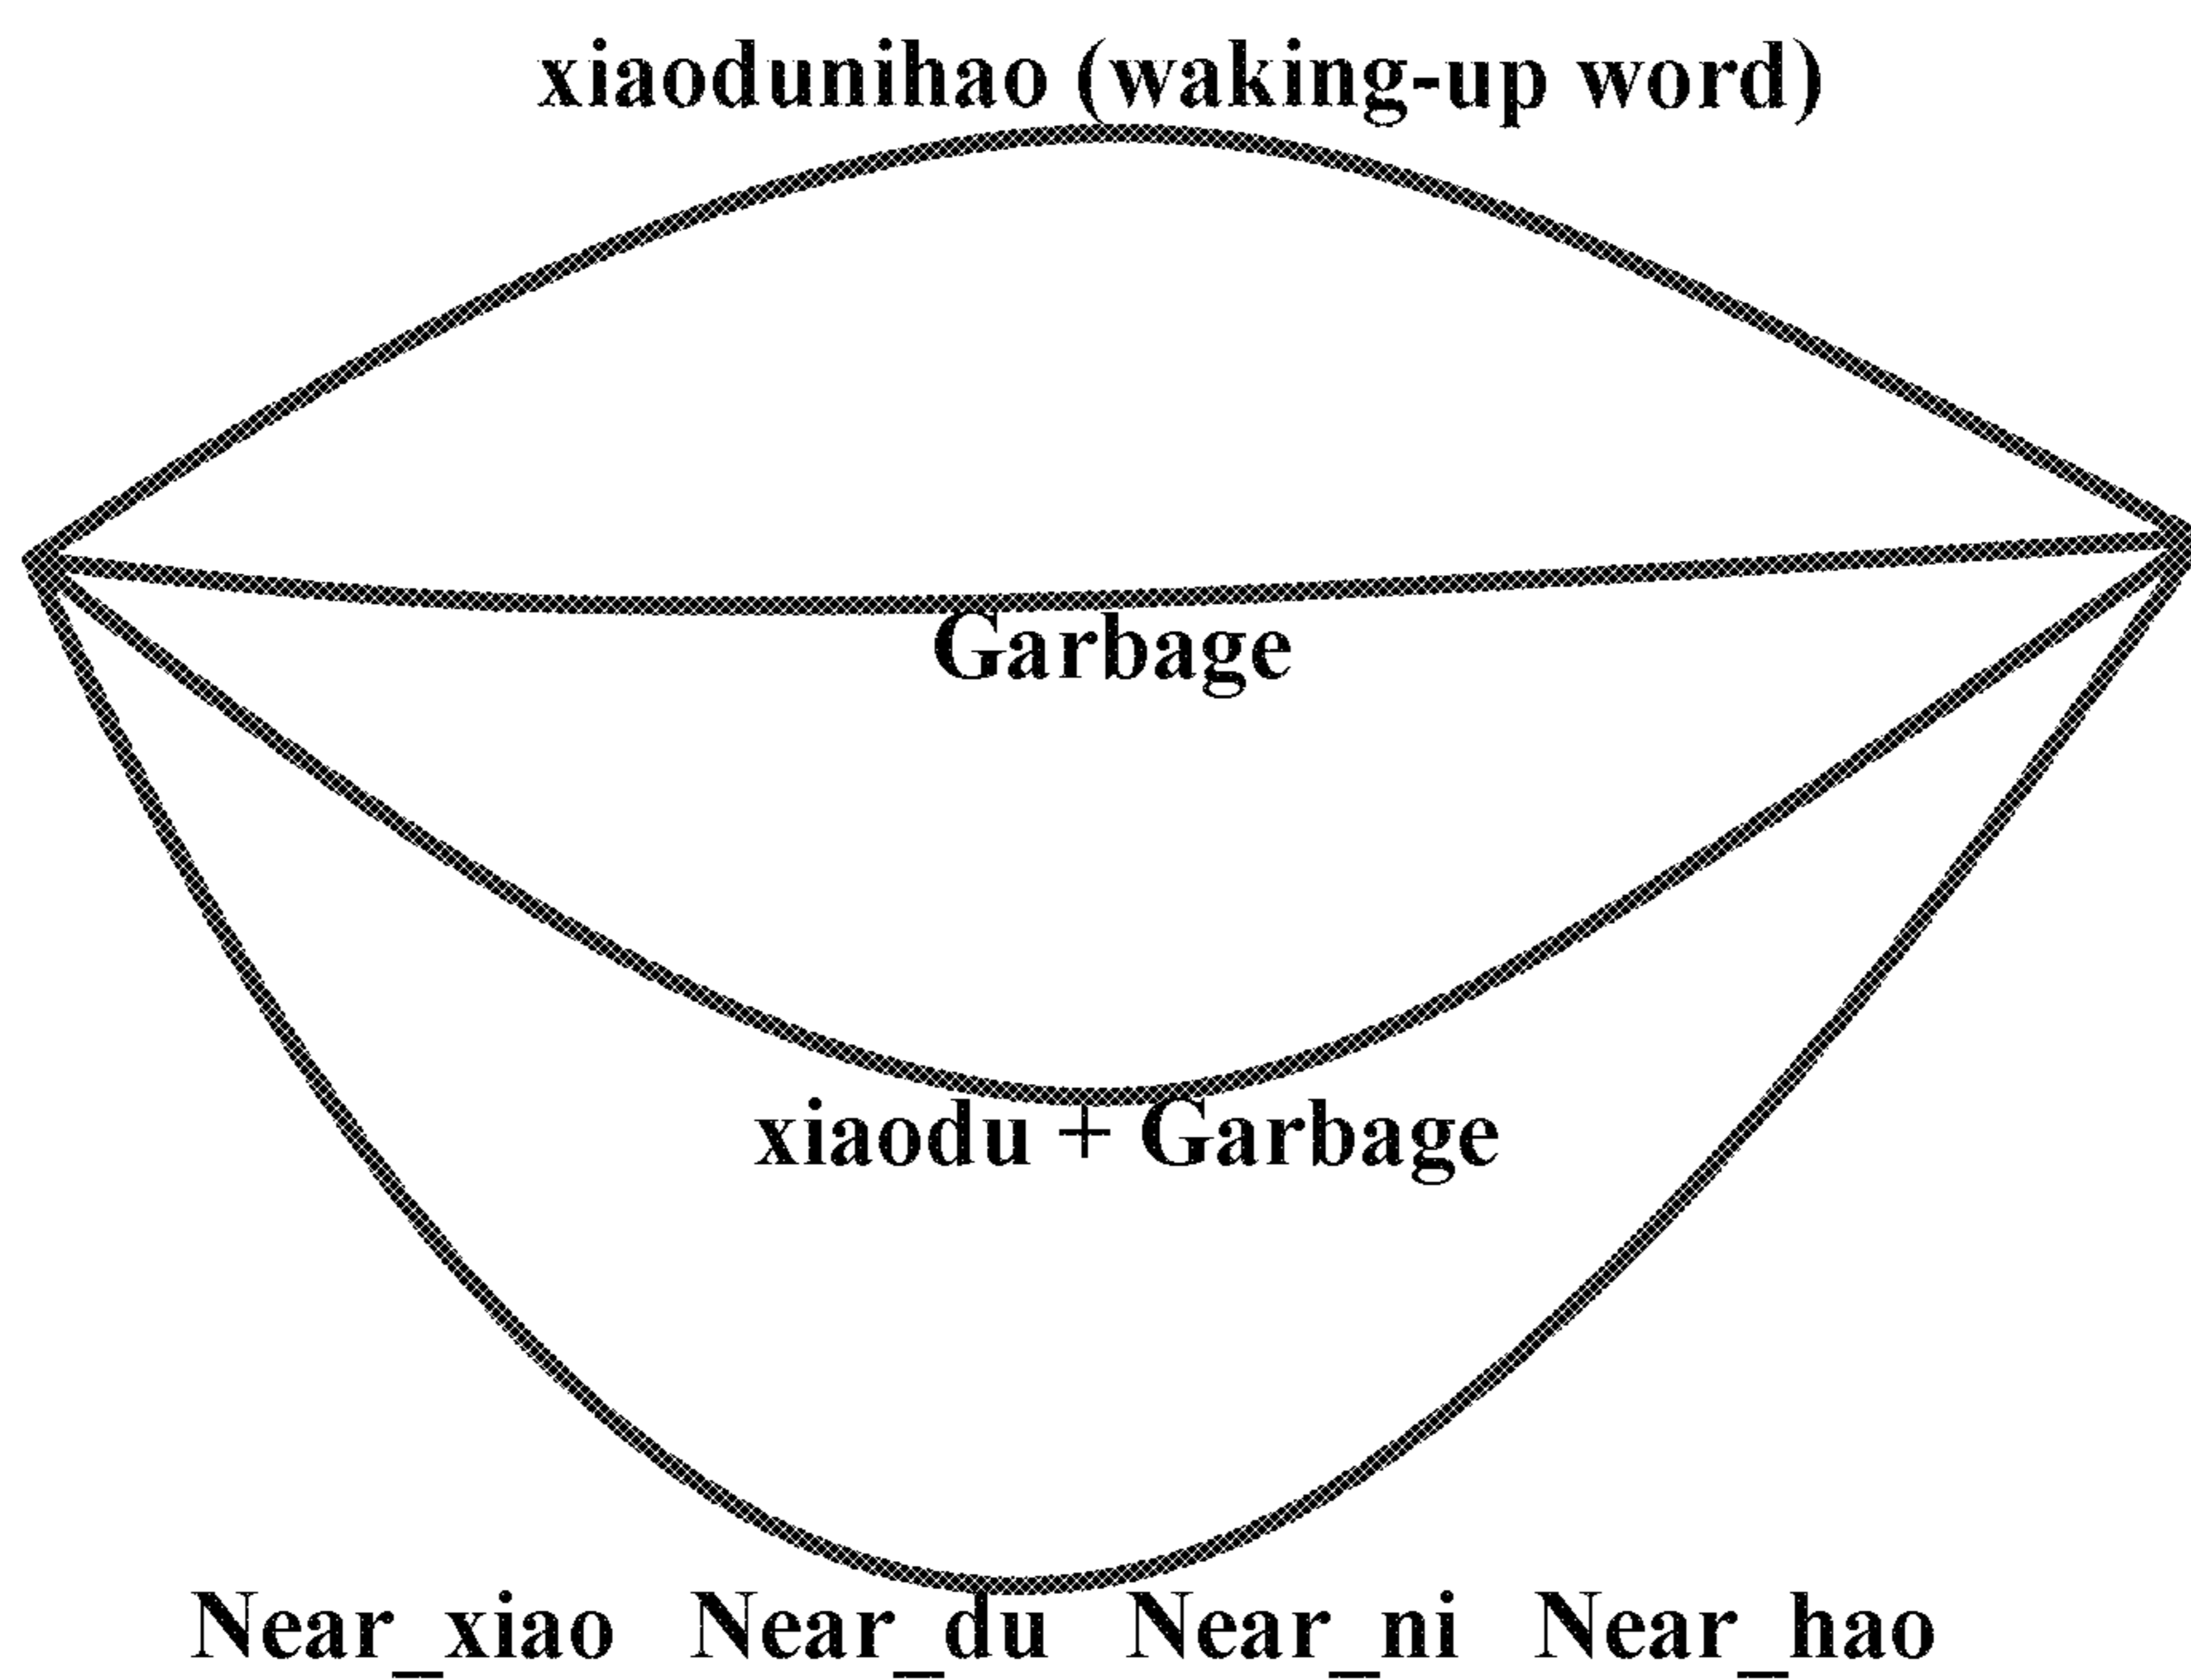 xiaodunihao (waking-up word)
Garbage
xiaodu + Garbage
Near_xiao Near_du Near_ni Near_hao